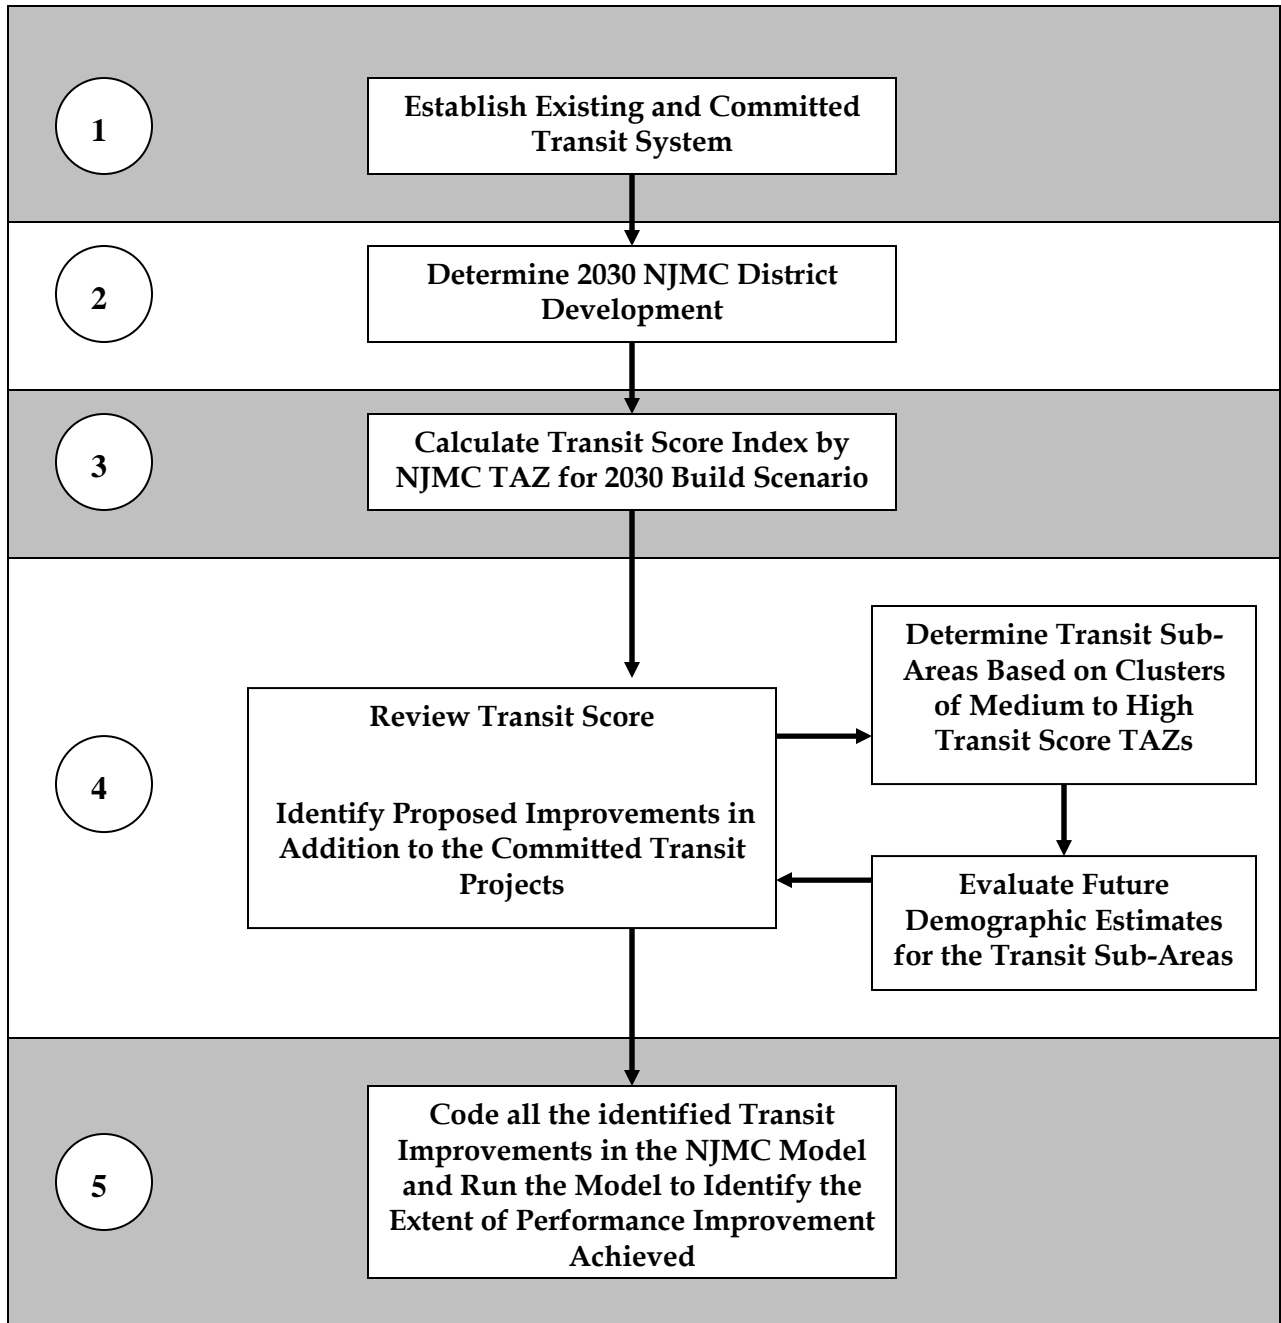 1
Establish Existing and Committed
Transit System
2
Determine 2030 NJMC District
Development
3
Calculate Transit Score Index by
NJMC TAZ for 2030 Build Scenario
4
Review Transit Score
Identify Proposed Improvements in
Addition to the Committed Transit
Projects
Determine Transit Sub-
Areas Based on Clusters
of Medium to High
Transit Score TAZs
Evaluate Future
Demographic Estimates
for the Transit Sub-Areas
5
Code all the identified Transit
Improvements in the NJMC Model
and Run the Model to Identify the
Extent of Performance Improvement
Achieved